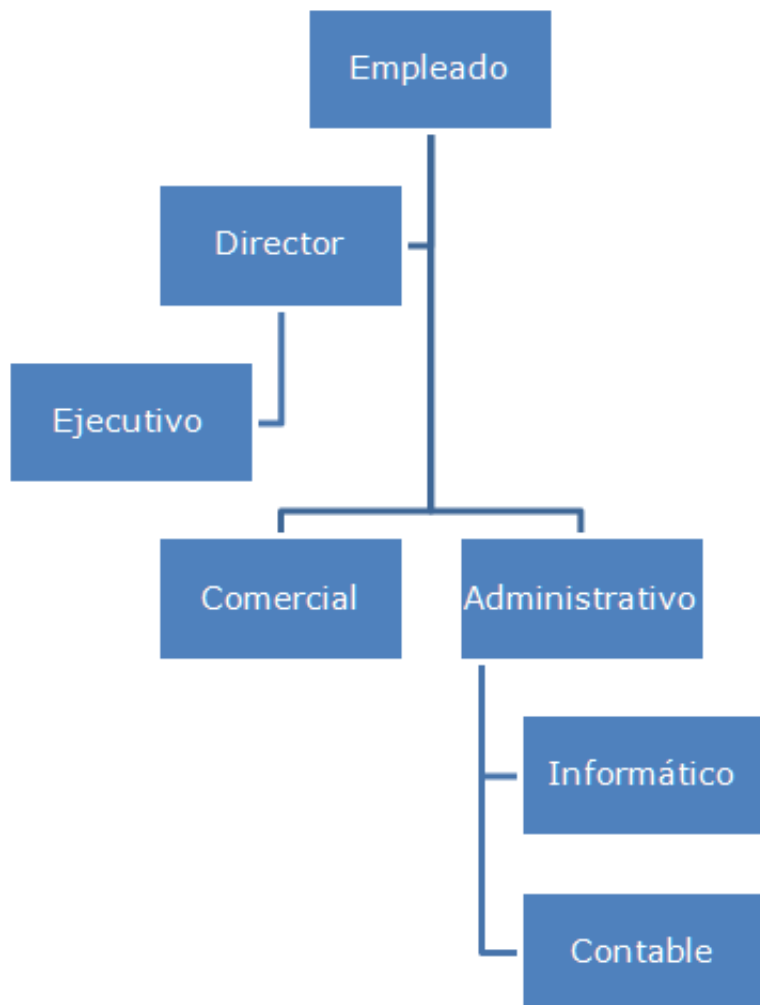 Empleado
Director
Ejecutivo
Comercial
Administrativo
Informático
Contable